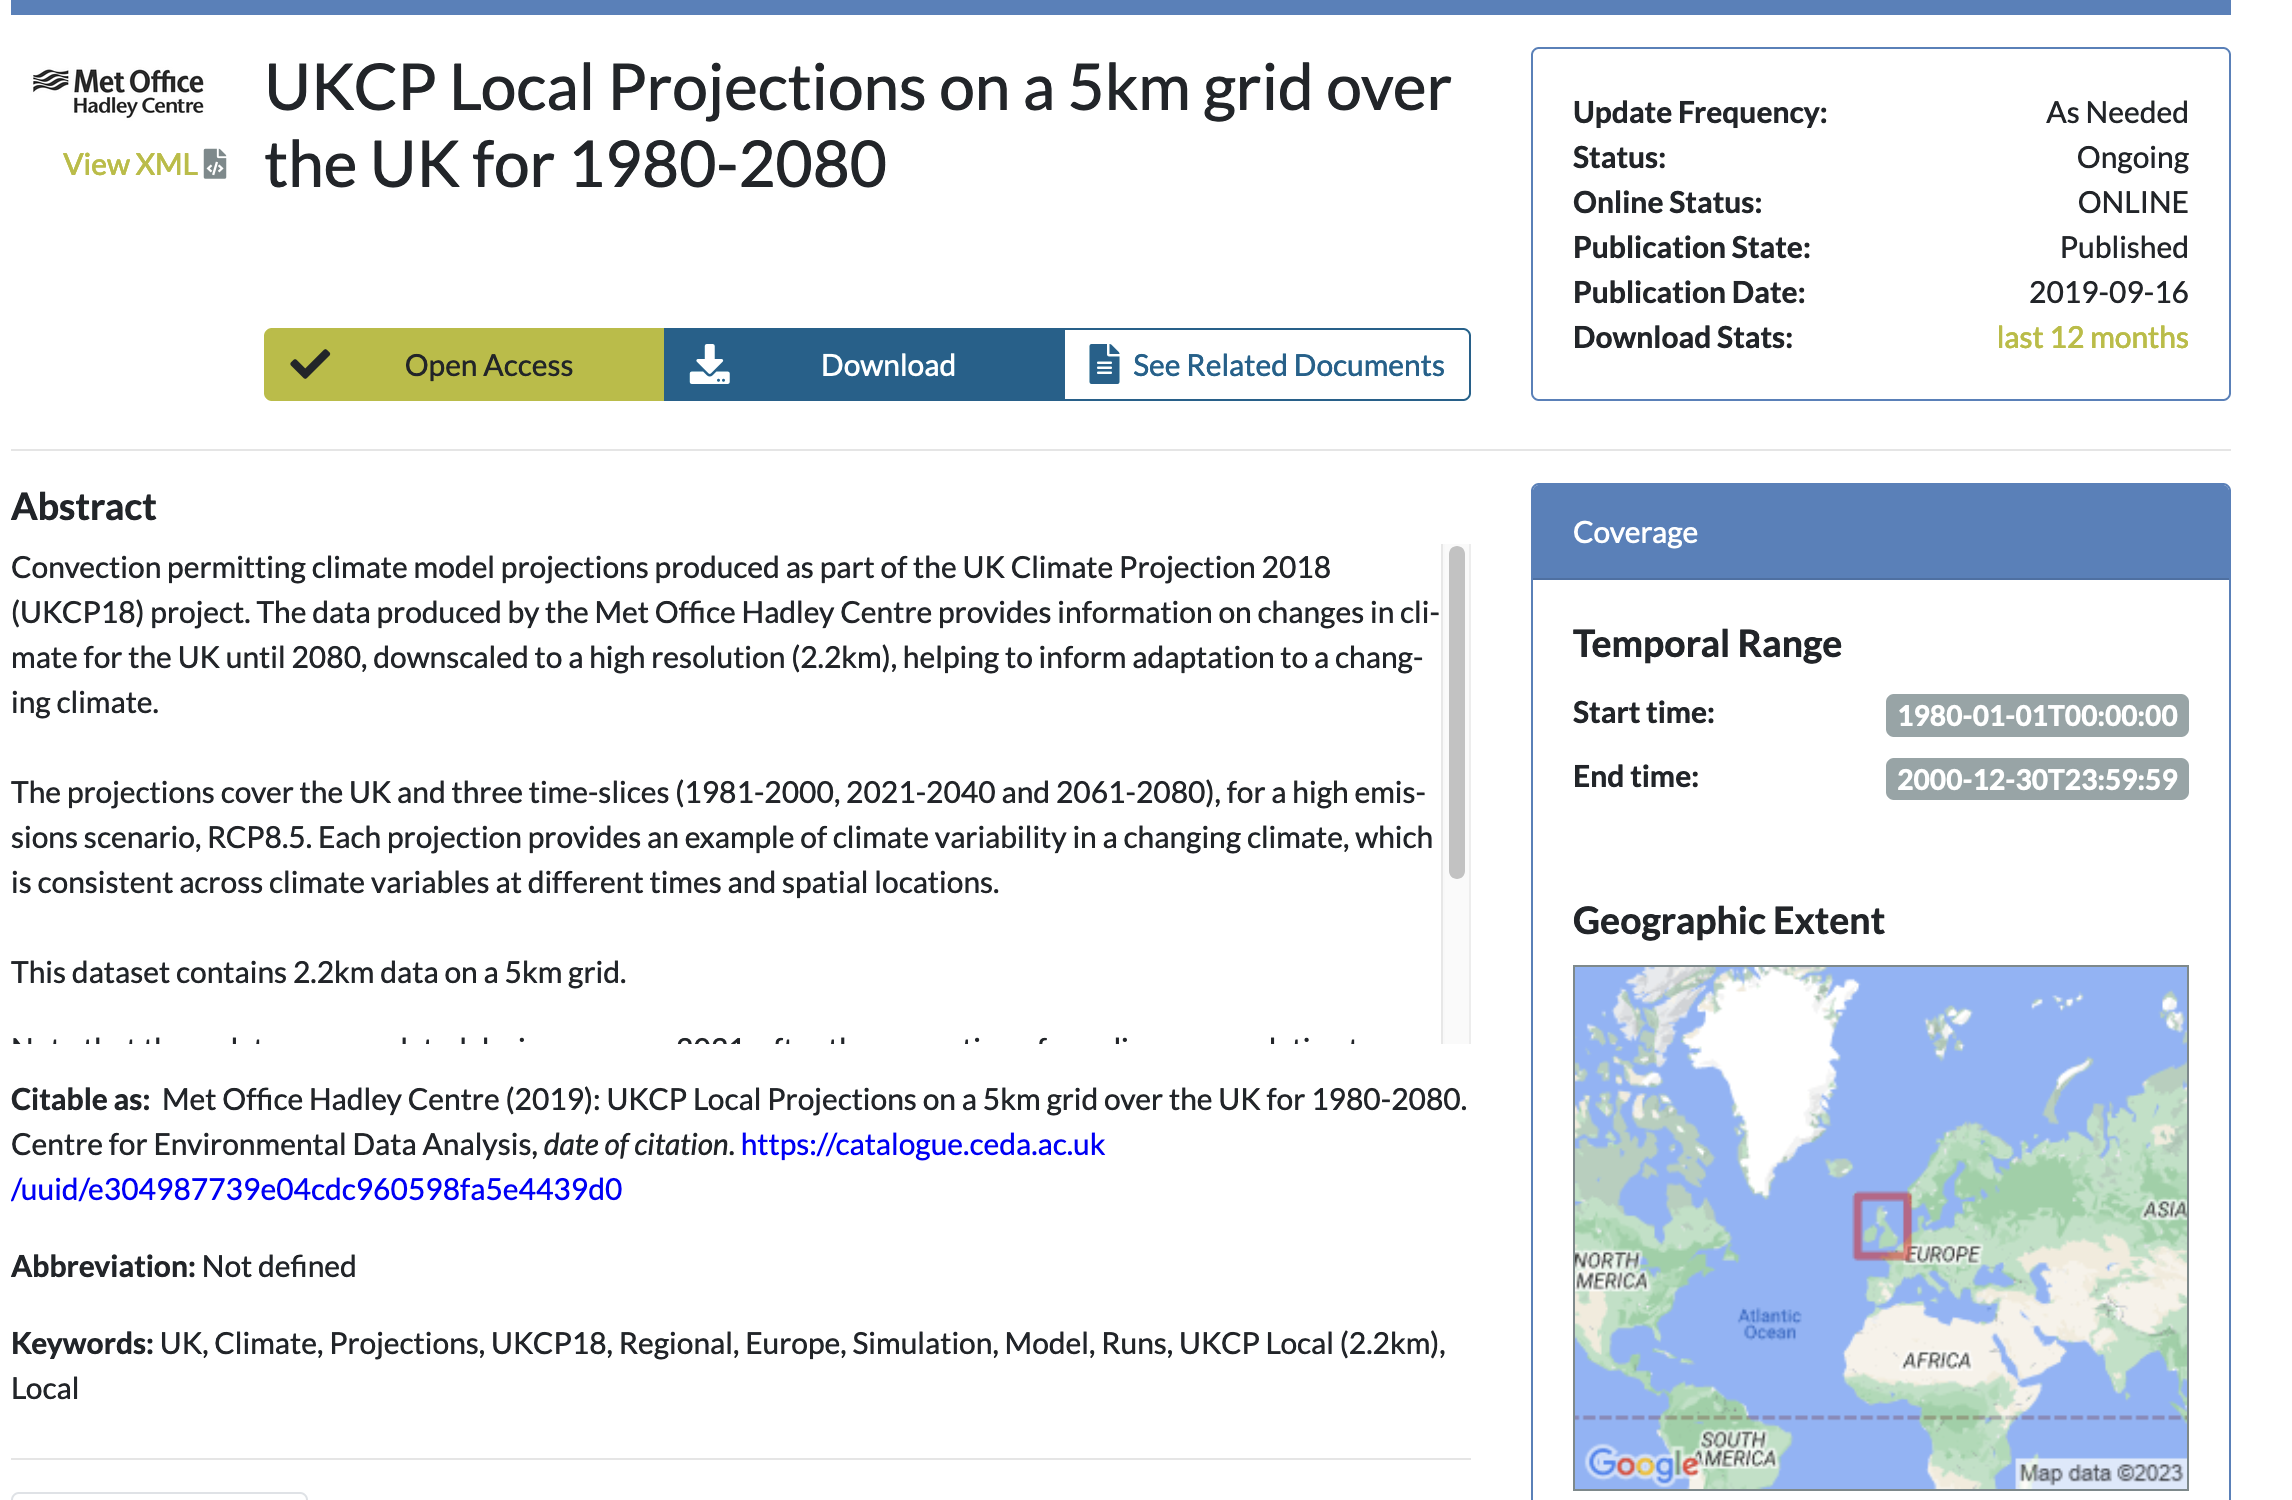 Met Office
Hadley Centre
View XML
UKCP Local Projections on a 5km grid over
the UK for 1980-2080
Open Access
Download
See Related Documents
Update Frequency: As Needed
Status: Ongoing
Online Status: ONLINE
Publication State: Published
Publication Date: 2019-09-16
Download Stats: last 12 months
Abstract
Convection permitting climate model projections produced as part of the UK Climate Projection 2018
(UKCP18) project. The data produced by the Met Office Hadley Centre provides information on changes in cli-
mate for the UK until 2080, downscaled to a high resolution (2.2km), helping to inform adaptation to a chang-
ing climate.
The projections cover the UK and three time-slices (1981-2000, 2021-2040 and 2061-2080), for a high emis-
sions scenario, RCP8.5. Each projection provides an example of climate variability in a changing climate, which
is consistent across climate variables at different times and spatial locations.
This dataset contains 2.2km data on a 5km grid.
Citable as: Met Office Hadley Centre (2019): UKCP Local Projections on a 5km grid over the UK for 1980-2080.
Centre for Environmental Data Analysis, date of citation. https://catalogue.ceda.ac.uk
/uuid/e304987739e04cdc960598fa5e4439d0
Abbreviation: Not defined
Keywords: UK, Climate, Projections, UKCP18, Regional, Europe, Simulation, Model, Runs, UKCP Local (2.2km),
Local
Coverage
Temporal Range
Start time: 1980-01-01T00:00:00
End time: 2000-12-30T23:59:59
Geographic Extent
ASIA
EUROPE
NORTH
MERICA
Atlantic
Ocean
AFRICA
SOUTH
AMERICA
Google
Map data ©2023